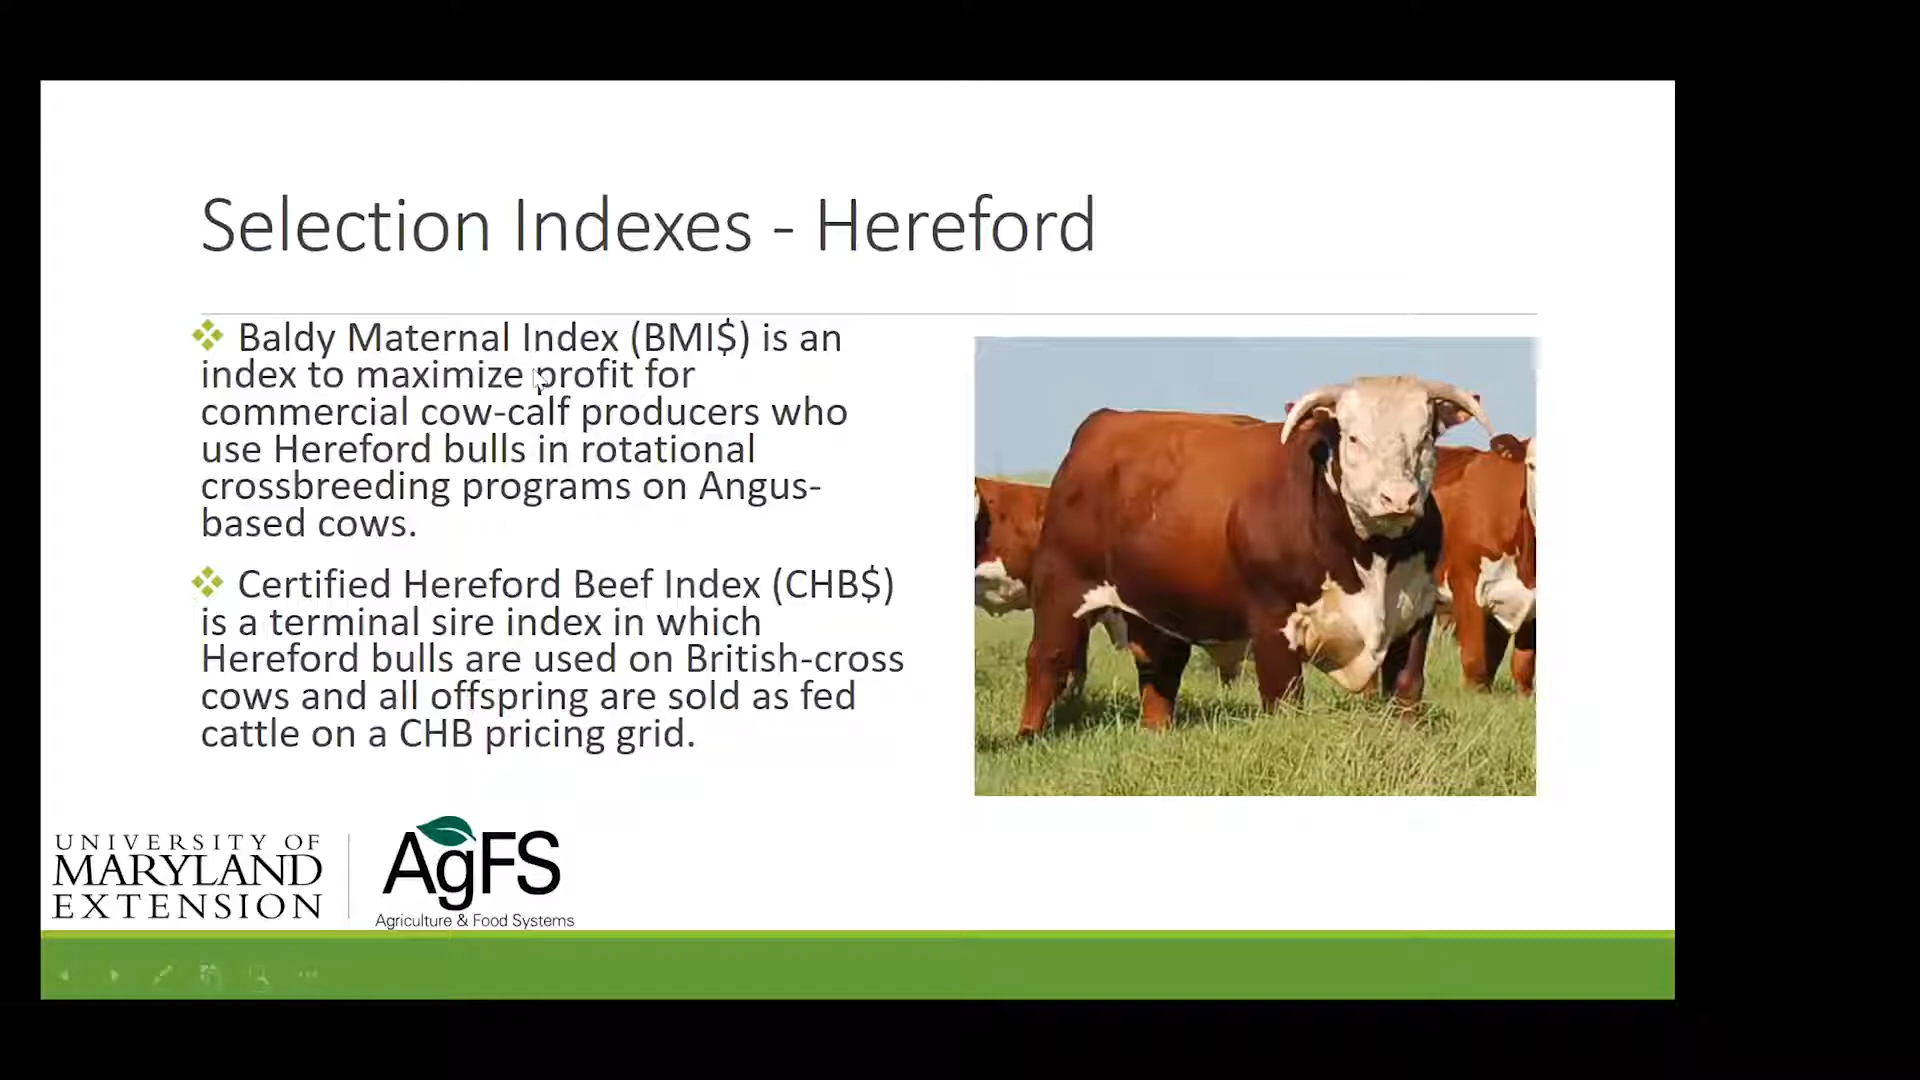 Selection Indexes - Hereford
Baldy Maternal Index (BMI$) is an
index to maximize profit for
commercial cow-calf producers who
use Hereford bulls in rotational
crossbreeding programs on Angus-
based cows.
Certified Hereford Beef Index (CHB$)
is a terminal sire index in which
Hereford bulls are used on British-cross
cows and all offspring are sold as fed
cattle on a CHB pricing grid.
UNIVERSITY OF
MARYLAND
EXTENSION
AgFS
Agriculture & Food Systems